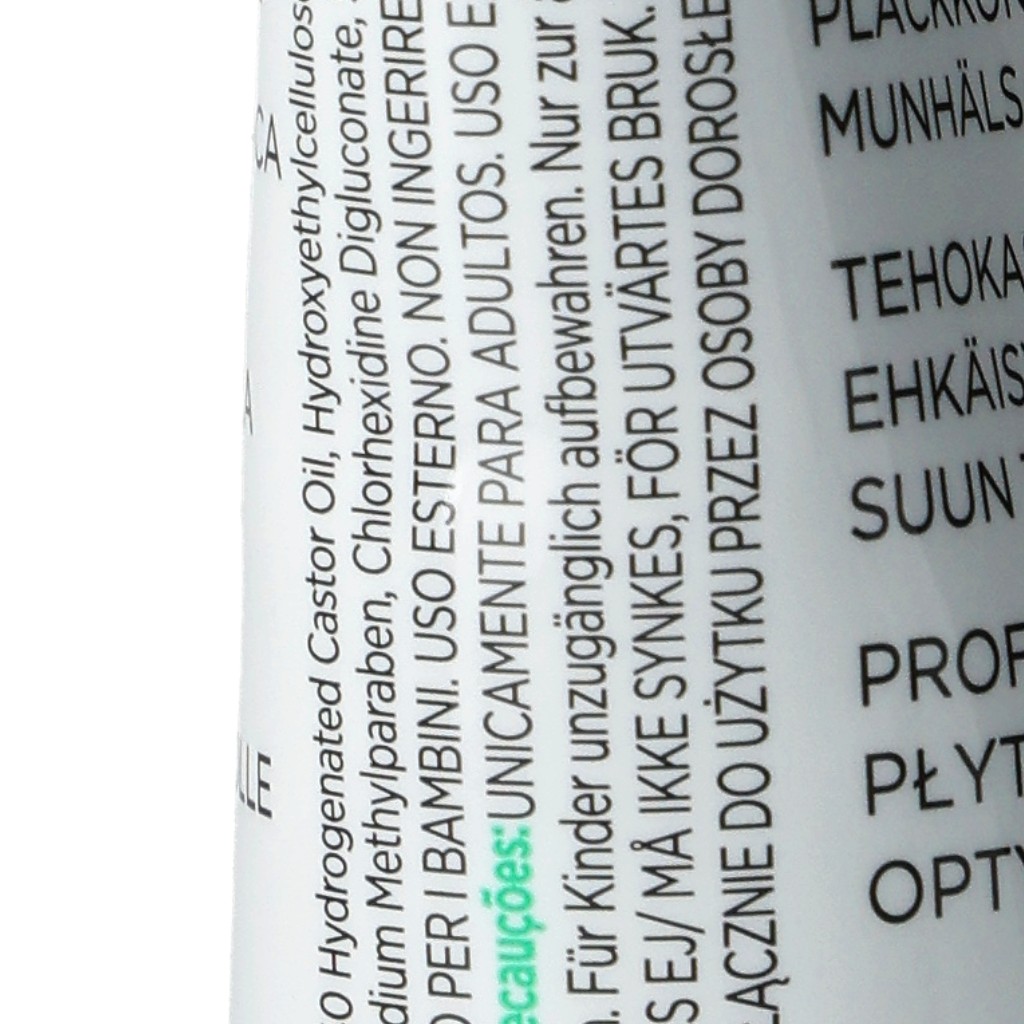 CA
A
LLE
Hydrogenated Castor Oil, Hydroxyethylcellulos
dium Methylparaben, Chlorhexidine Digluconate,
PER I BAMBINI. USO ESTERNO. NON INGERIRE
ecauções: UNICAMENTE PARA ADULTOS. USO E
. Für Kinder unzugänglich aufbewahren. Nur zur
S EJ/ MÅ IKKE SYNKES, FÖR UTVÄRTES BRUK.
ŁĄCZNIE DO UŻYTKU PRZEZ OSOBY DOROSŁE
MUNHÄLS
TEHOKA
EHKÄIS
SUUN
PROF
PŁYT
OPTY